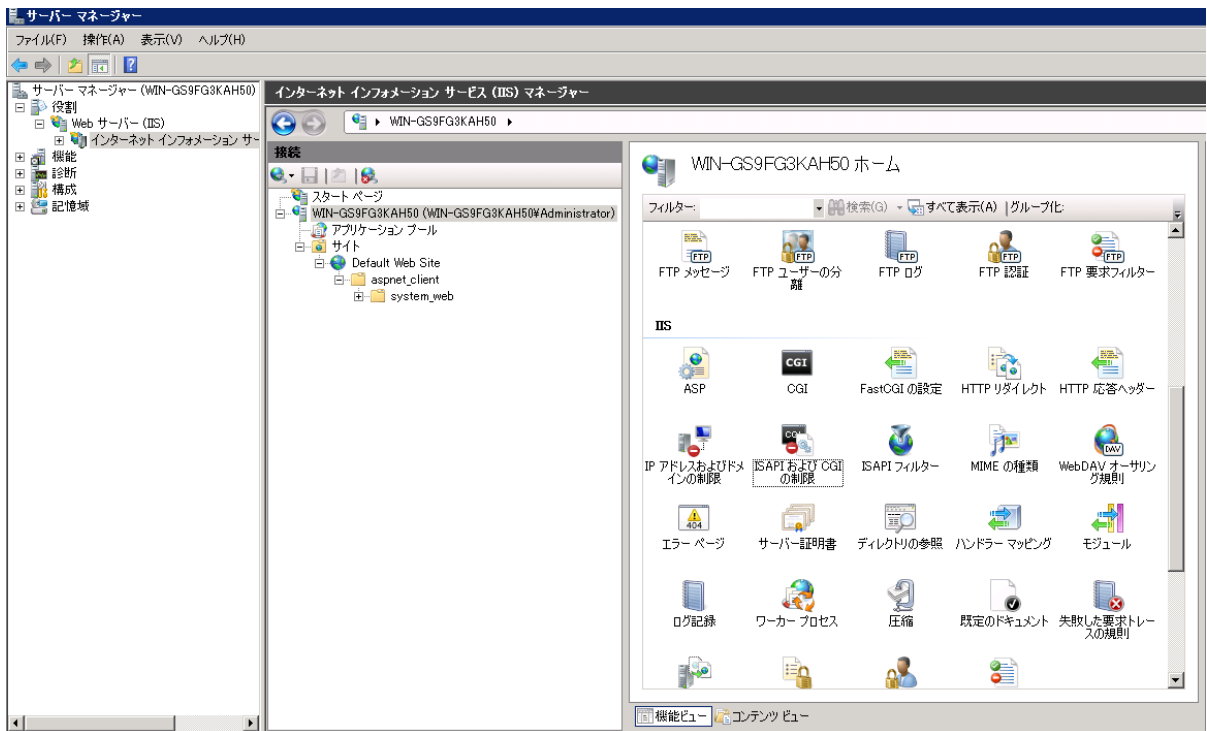 サーバー マネージャー
ファイル(F) 操作(A) 表示(V) ヘルプ(H)
サーバー マネージャー (WIN-GS9FG3KAH50)
役割
Web サーバー (IIS)
インターネット インフォメーション サー
機能
診断
構成
記憶域
インターネット インフォメーション サービス (IIS) マネージャー
WIN-GS9FG3KAH50
接続
スタート ページ
WIN-GS9FG3KAH50 (WIN-GS9FG3KAH50¥Administrator)
アプリケーション プール
サイト
Default Web Site
aspnet_client
system_web
WIN-GS9FG3KAH50 ホーム
フィルター: 検索(G) すべて表示(A) グループ化:
FTP FTP FTP FTP FTP
FTP メッセージ FTP ユーザーの分離 FTP ログ FTP 認証 FTP 要求フィルター
IIS
CGI
ASP CGI FastCGI の設定 HTTP リダイレクト HTTP 応答ヘッダー
CGI DAV
IP アドレスおよびドメインの制限 ISAPI および CGI の制限 ISAPI フィルター MIME の種類 WebDAV オーサリング規則
404
エラー ページ サーバー証明書 ディレクトリの参照 ハンドラー マッピング モジュール
ログ記録 ワーカー プロセス 圧縮 既定のドキュメント 失敗した要求トレースの規則
機能ビュー コンテンツ ビュー